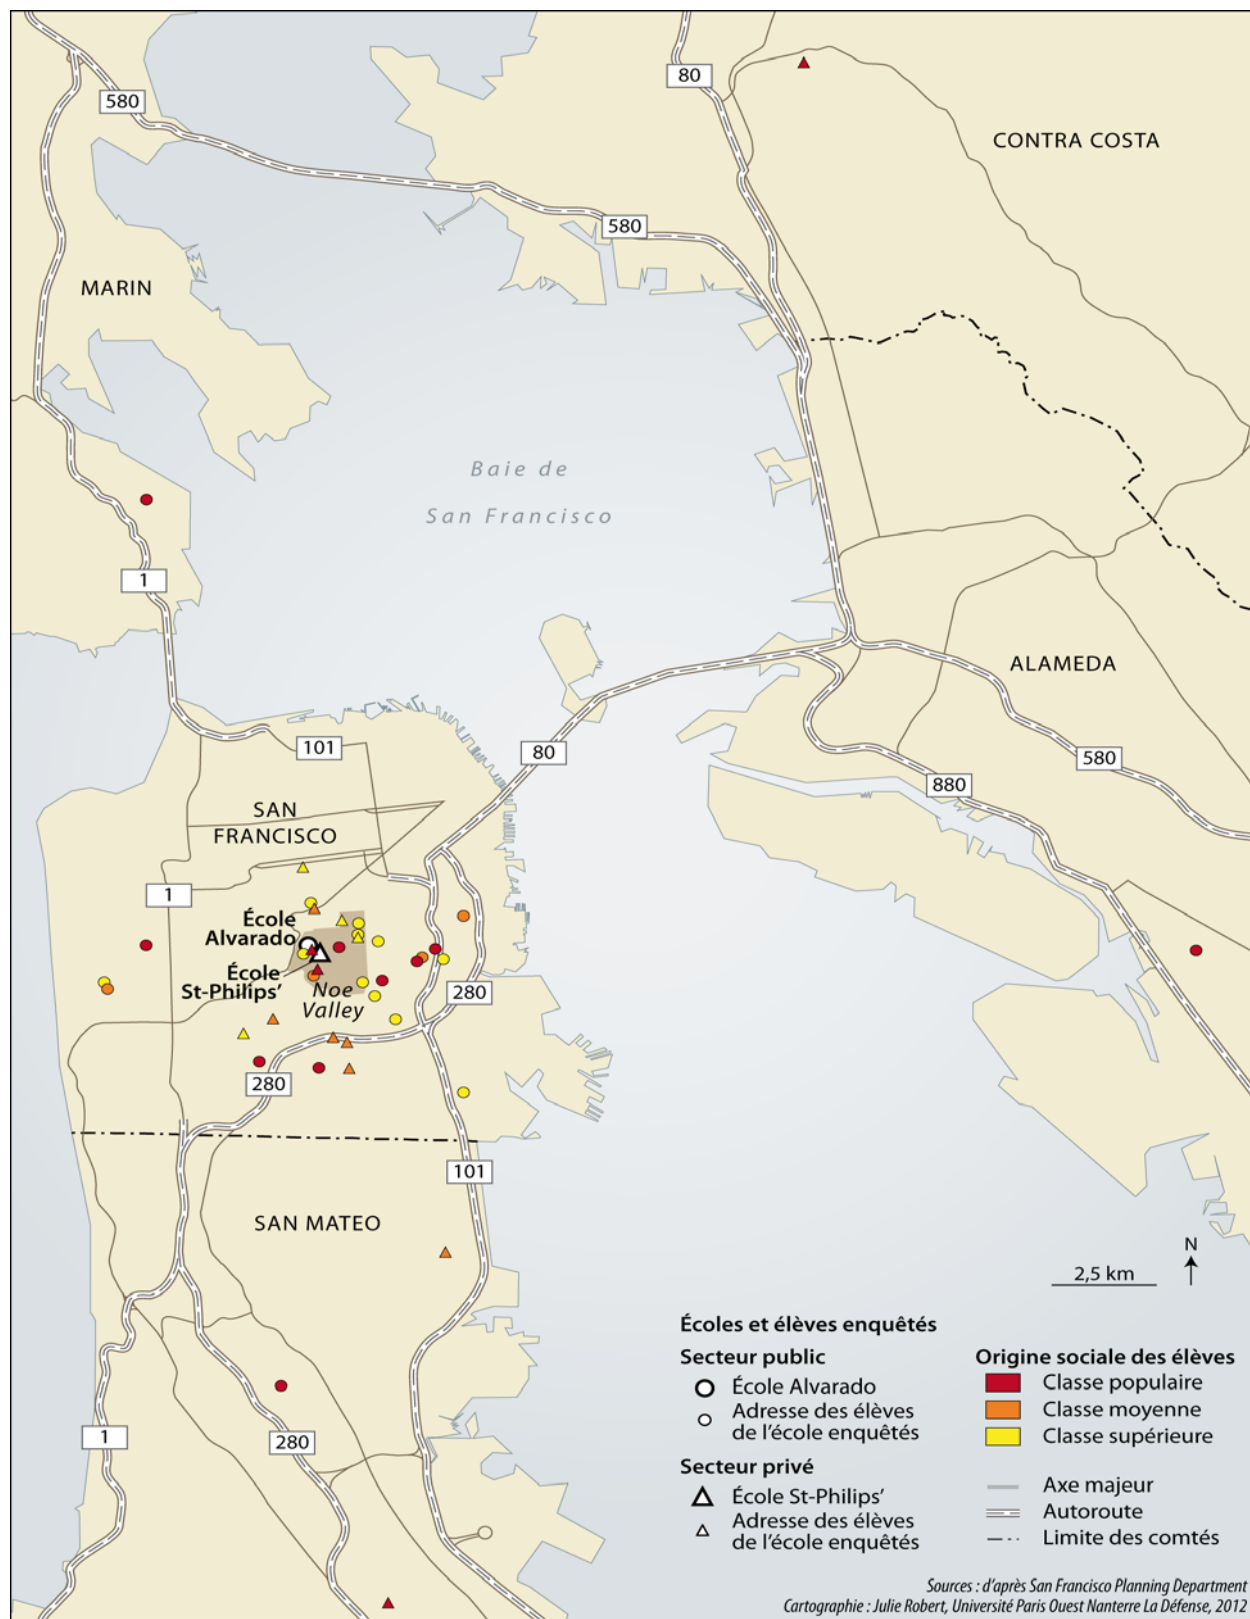 580
80
CONTRA COSTA
580
MARIN
Baie de
San Francisco
1
ALAMEDA
101
80
580
880
SAN
FRANCISCO
1
École
Alvarado
École
St-Philips’
Noe
Valley
280
280
101
SAN MATEO
N
2,5 km
1
280
Écoles et élèves enquêtés
Secteur public
École Alvarado
Adresse des élèves
de l’école enquêtés
Secteur privé
École St-Philips’
Adresse des élèves
de l’école enquêtés
Origine sociale des élèves
Classe populaire
Classe moyenne
Classe supérieure
Axe majeur
Autoroute
Limite des comtés
Sources : d’après San Francisco Planning Department
Cartographie : Julie Robert, Université Paris Ouest Nanterre La Défense, 2012